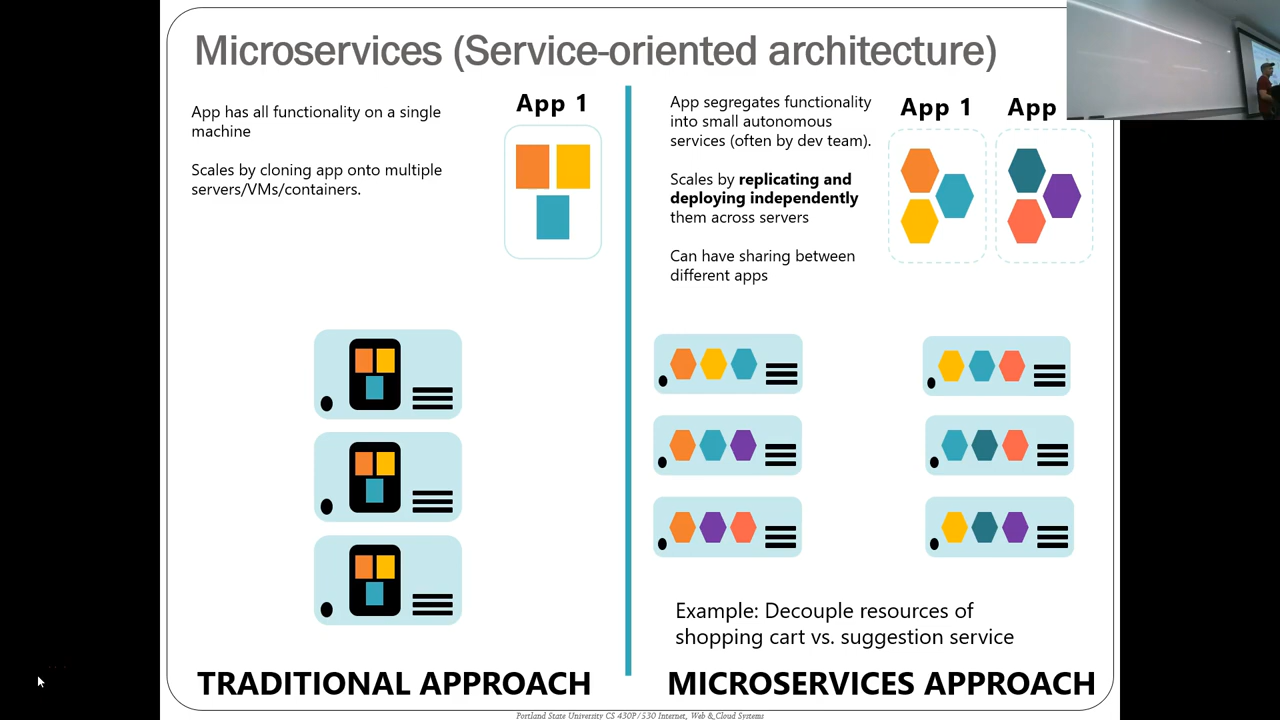 Microservices (Service-oriented architecture)
App has all functionality on a single
machine
Scales by cloning app onto multiple
servers/VMs/containers.
App 1
App segregates functionality
into small autonomous
services (often by dev team).
Scales by replicating and
deploying independently
them across servers
Can have sharing between
different apps
App 1
App
Example: Decouple resources of
shopping cart vs. suggestion service
TRADITIONAL APPROACH
MICROSERVICES APPROACH
Portland State University CS 430P/530 Internet, Web & Cloud Systems